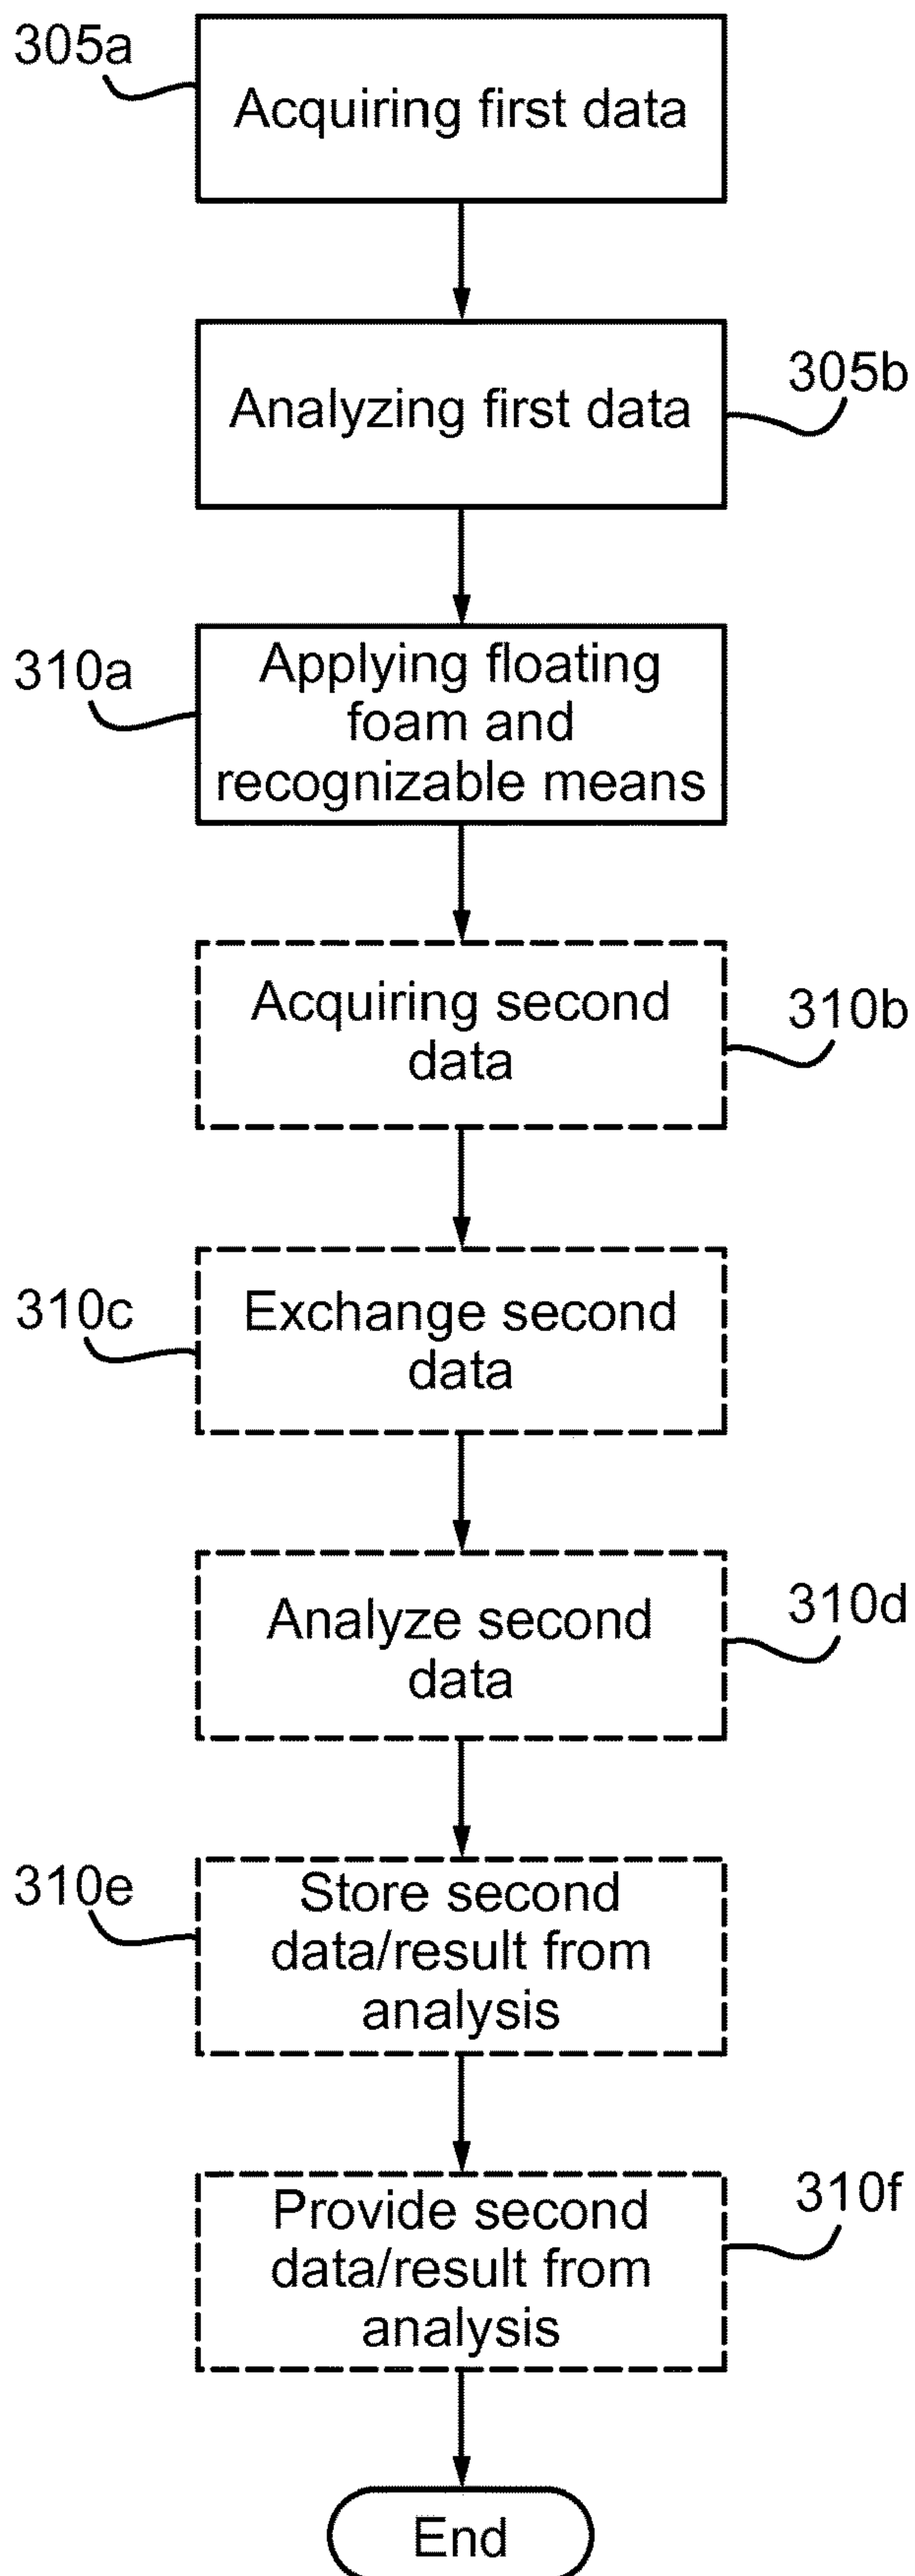 305a
Acquiring first data
Analyzing first data
305b
310a
Applying floating
foam and
recognizable means
Acquiring second
data
310b
310c
Exchange second
data
Analyze second
data
310d
310e
Store second
data/result from
analysis
Provide second
data/result from
analysis
310f
End